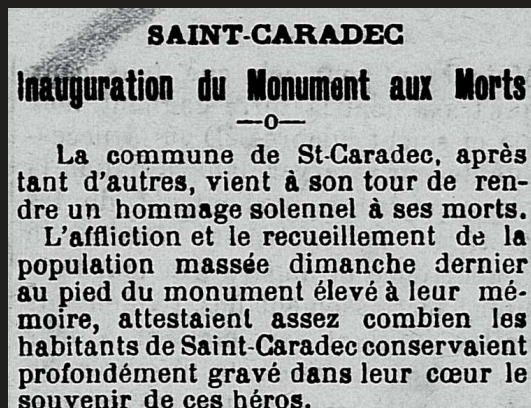 SAINT-CARADEC
Inauguration du Monument aux Morts
—o—
La commune de St-Caradec, après
tant d'autres, vient à son tour de ren-
dre un hommage solennel à ses morts.
L'affliction et le recueillement de la
population massée dimanche dernier
au pied du monument élevé à leur mé-
moire, attestaient assez combien les
habitants de Saint-Caradec conservaient
profondément gravé dans leur cœur le
souvenir de ces héros.